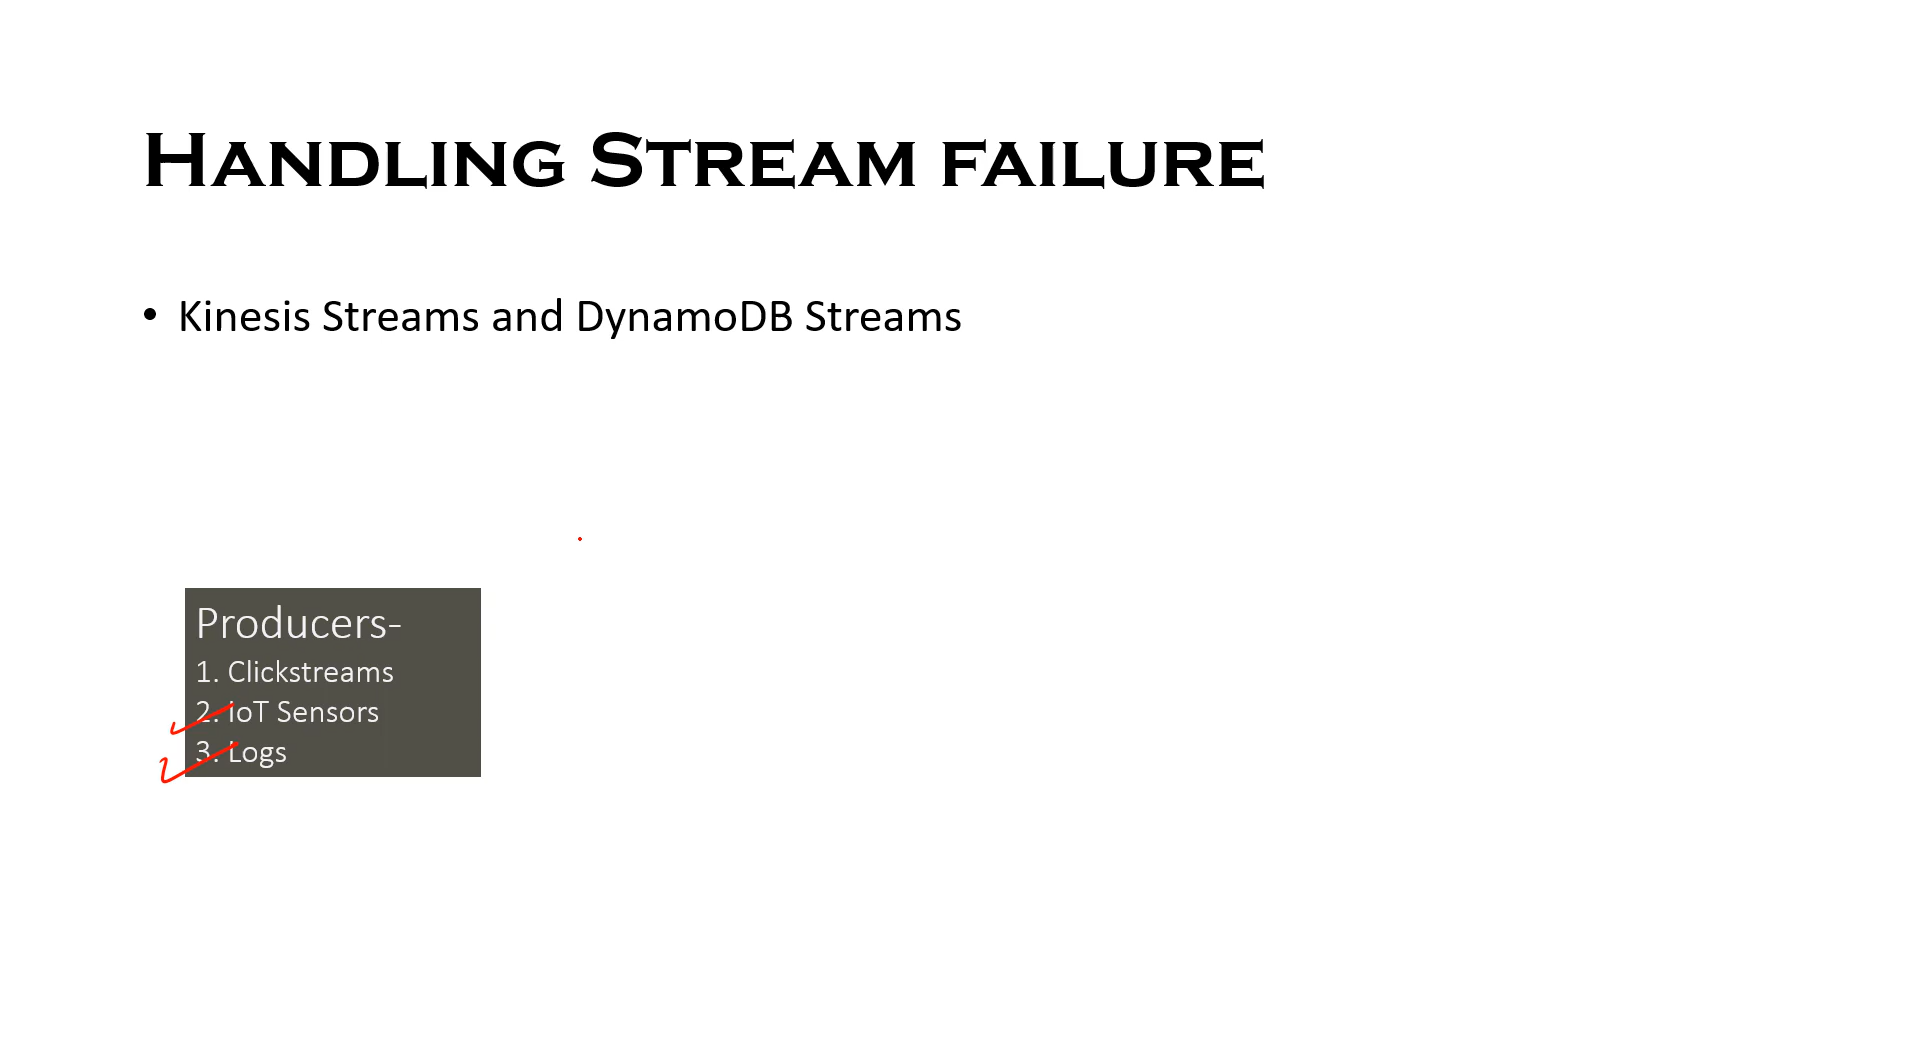 Handling Stream failure
• Kinesis Streams and DynamoDB Streams
Producers-
1. Clickstreams
2. IoT Sensors
3. Logs